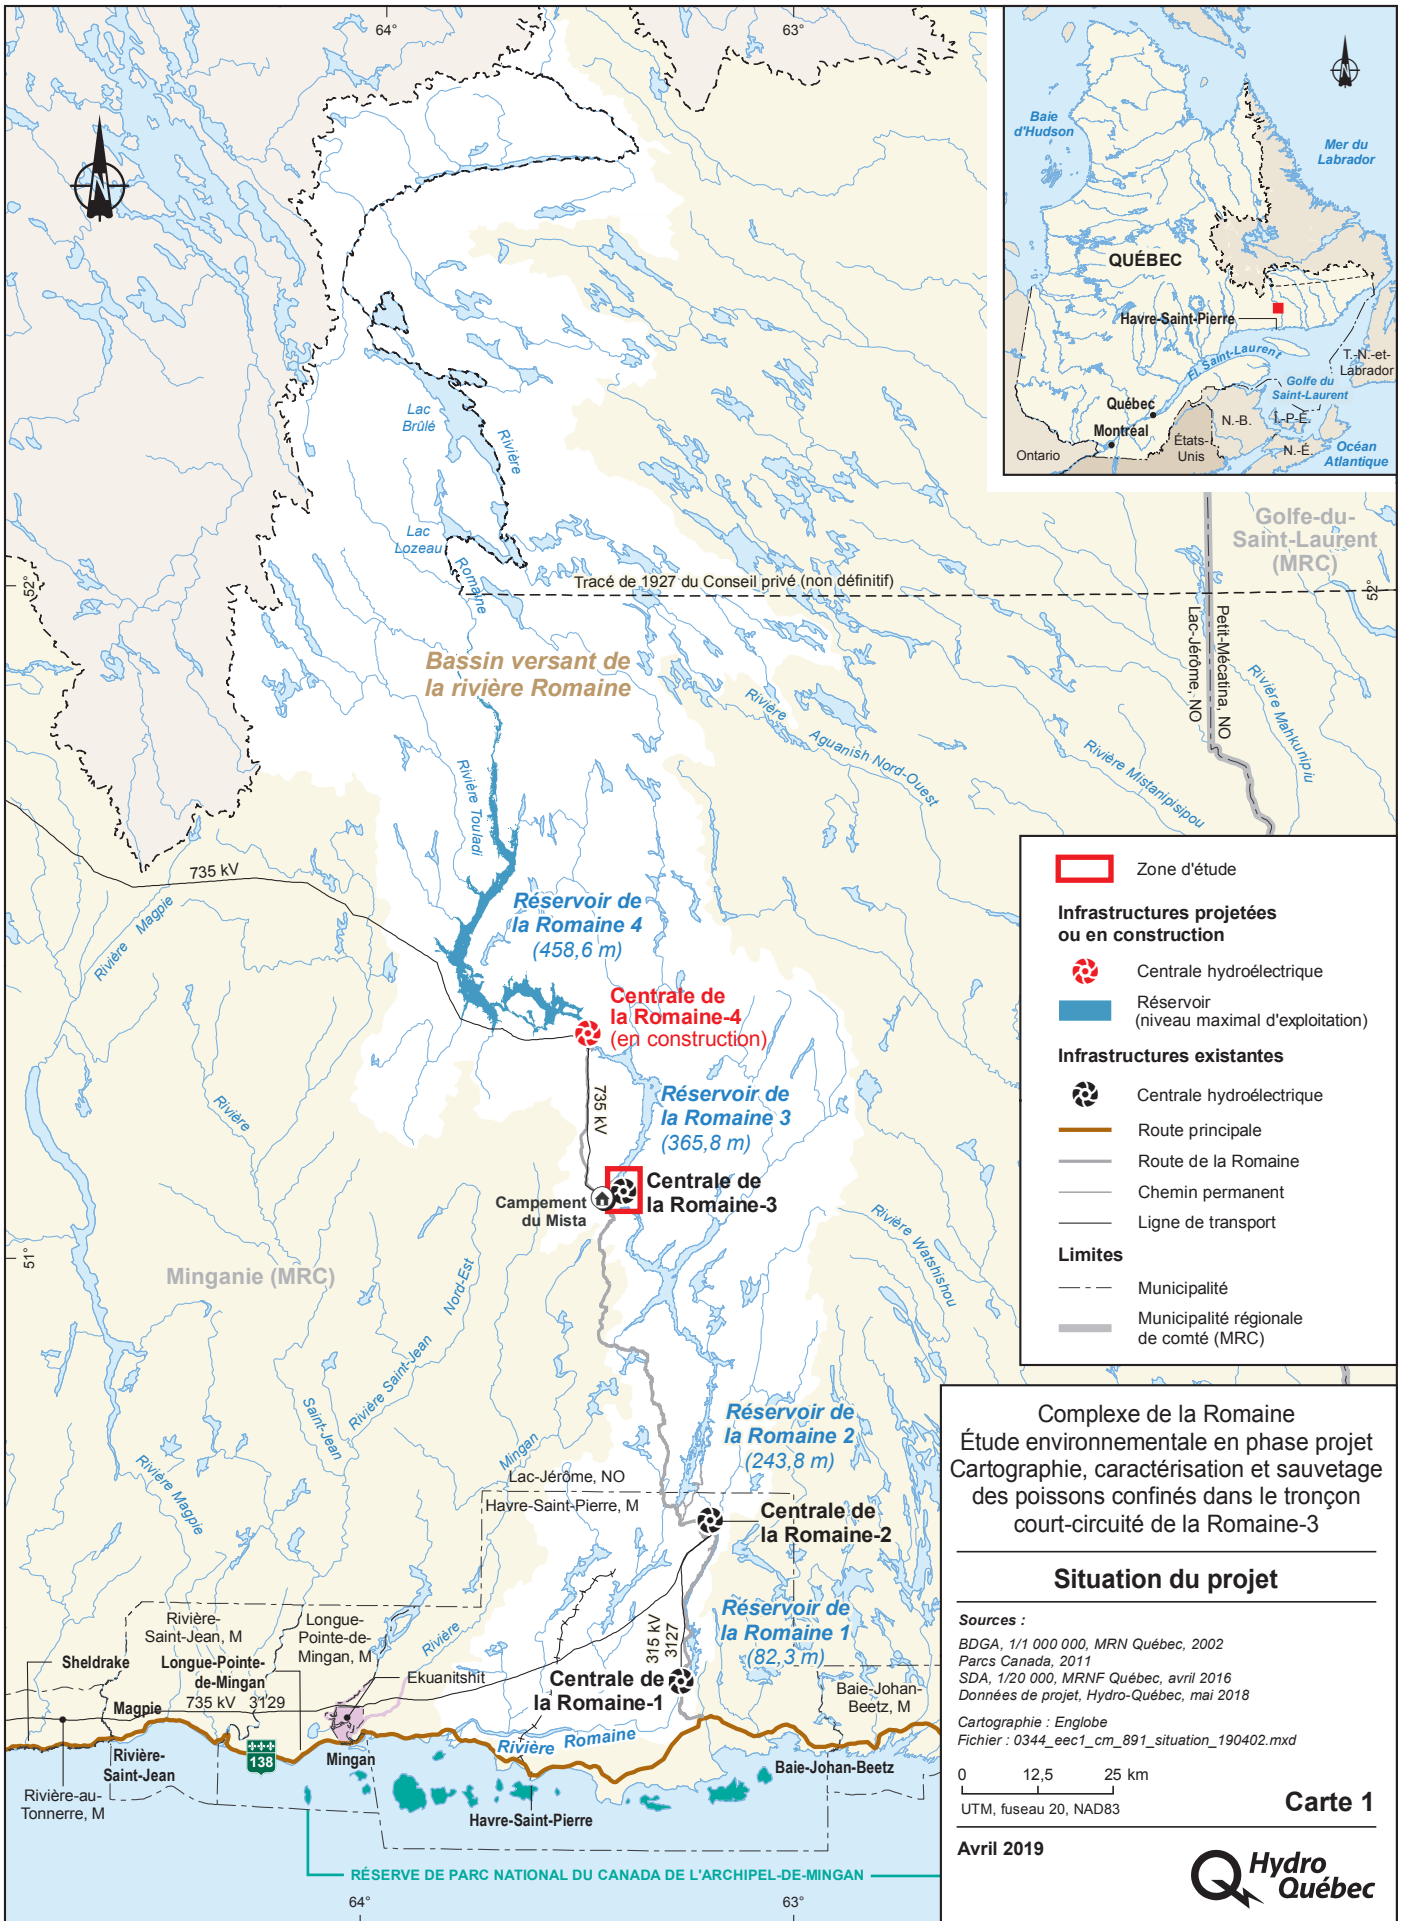 64°
63°
N
Lac
Brûlé
Rivière
Lac
Lozeau
Romaine
52°
Tracé de 1927 du Conseil privé (non définitif)
52°
Bassin versant de
la rivière Romaine
Rivière Touladi
Rivière
Aguanish Nord-Ouest
Rivière Mistanipisipou
Rivière Mahkunipiu
Golfe-du-
Saint-Laurent
(MRC)
Petit-Mécatina, NO
Lac-Jérôme, NO
735 kV
Rivière Magpie
Réservoir de
la Romaine 4
(458,6 m)
Centrale de
la Romaine-4
(en construction)
735 kV
Réservoir de
la Romaine 3
(365,8 m)
Rivière
Centrale de
la Romaine-3
Campement
du Mista
Rivière Watshishou
51°
Minganie (MRC)
Nord-Est
Rivière Saint-Jean
Saint-Jean
Rivière Magpie
Mingan
Réservoir de
la Romaine 2
(243,8 m)
Lac-Jérôme, NO
Havre-Saint-Pierre, M
Centrale de
la Romaine-2
Réservoir de
la Romaine 1
(82,3 m)
315 kV
3127
Rivière-
Saint-Jean, M
Longue-
Pointe-de-
Mingan, M
Rivière
Sheldrake
Longue-Pointe-
de-Mingan
Ekuanitshit
Centrale de
la Romaine-1
Baie-Johan-
Beetz, M
735 kV 3129
Magpie
Rivière Romaine
138
Mingan
Rivière-
Saint-Jean
Baie-Johan-Beetz
Rivière-au-
Tonnerre, M
Havre-Saint-Pierre
RÉSERVE DE PARC NATIONAL DU CANADA DE L'ARCHIPEL-DE-MINGAN
64°
63°
N
Baie
d'Hudson
Mer du
Labrador
QUÉBEC
Havre-Saint-Pierre
Fl. Saint-Laurent
T.-N.-et-
Labrador
Golfe du
Saint-Laurent
Québec
Montréal
N.-B.
Î.-P.-É.
Ontario
États-
Unis
N.-É.
Océan
Atlantique
Zone d'étude
Infrastructures projetées
ou en construction
Centrale hydroélectrique
Réservoir
(niveau maximal d'exploitation)
Infrastructures existantes
Centrale hydroélectrique
Route principale
Route de la Romaine
Chemin permanent
Ligne de transport
Limites
Municipalité
Municipalité régionale
de comté (MRC)
Complexe de la Romaine
Étude environnementale en phase projet
Cartographie, caractérisation et sauvetage
des poissons confinés dans le tronçon
court-circuité de la Romaine-3
Situation du projet
Sources :
BDGA, 1/1 000 000, MRN Québec, 2002
Parcs Canada, 2011
SDA, 1/20 000, MRNF Québec, avril 2016
Données de projet, Hydro-Québec, mai 2018
Cartographie : Englobe
Fichier : 0344_eec1_cm_891_situation_190402.mxd
0 12,5 25 km
UTM, fuseau 20, NAD83
Carte 1
Avril 2019
Hydro
Québec